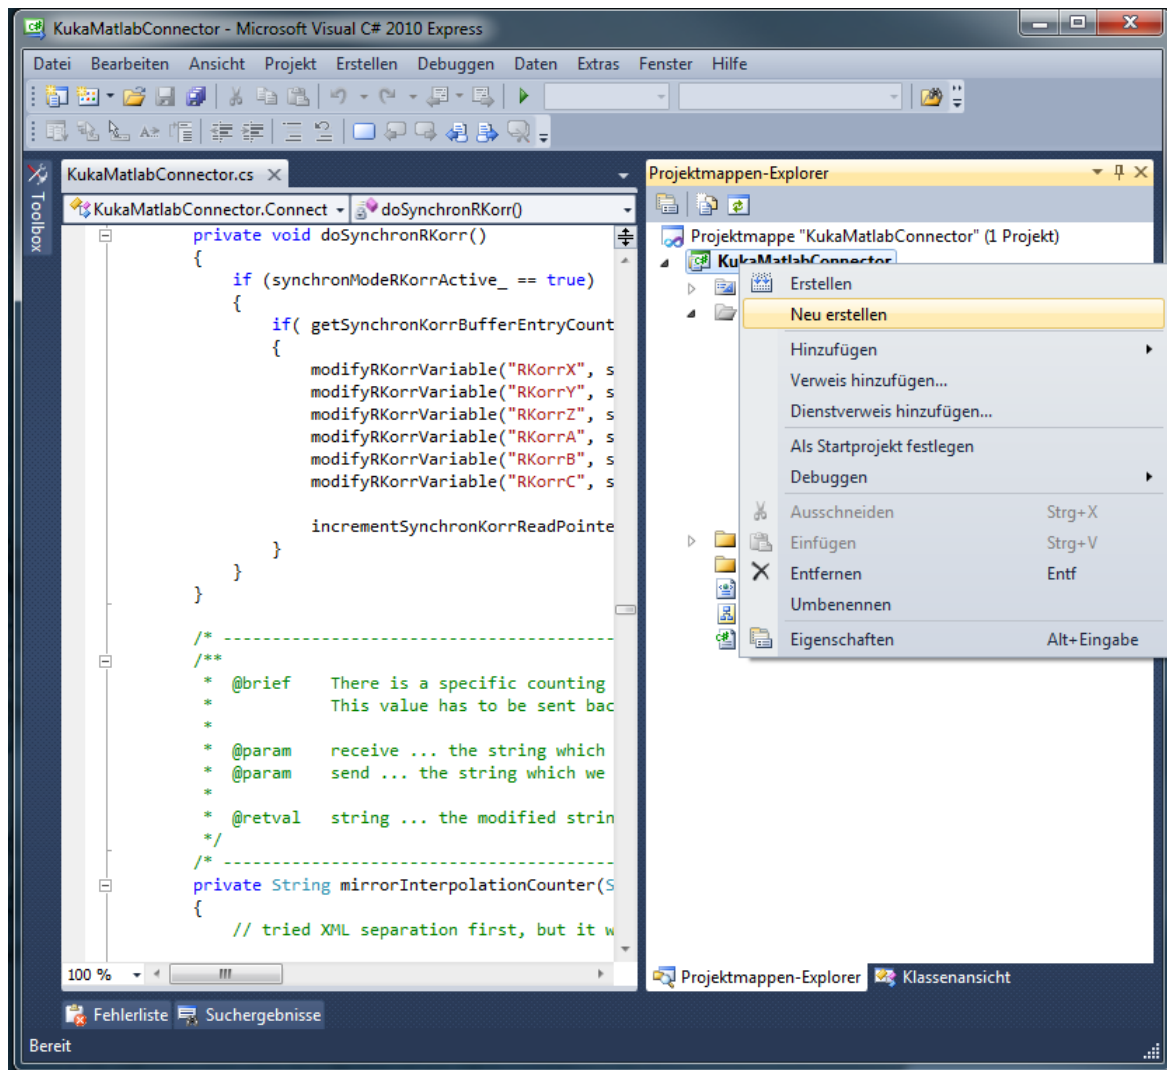 KukaMatlabConnector - Microsoft Visual C# 2010 Express
Datei Bearbeiten Ansicht Projekt Erstellen Debuggen Daten Extras Fenster Hilfe
Toolbox
KukaMatlabConnector.cs
KukaMatlabConnector.Connect doSynchronRKorr()
private void doSynchronRKorr()
{
if (synchronModeRKorrActive_ == true)
{
if( getSynchronKorrBufferEntryCount
{
modifyRKorrVariable("RKorrX", s
modifyRKorrVariable("RKorrY", s
modifyRKorrVariable("RKorrZ", s
modifyRKorrVariable("RKorrA", s
modifyRKorrVariable("RKorrB", s
modifyRKorrVariable("RKorrC", s
incrementSynchronKorrReadPointe
}
}
}
/* ----------------------------------------
/**
* @brief There is a specific counting
* This value has to be sent bac
*
* @param receive ... the string which
* @param send ... the string which we
*
* @retval string ... the modified strin
*/
/* ----------------------------------------
private String mirrorInterpolationCounter(S
{
// tried XML separation first, but it w
100 %
Projektmappen-Explorer
Projektmappe "KukaMatlabConnector" (1 Projekt)
KukaMatlabConnector
Erstellen
Neu erstellen
Hinzufügen
Verweis hinzufügen...
Dienstverweis hinzufügen...
Als Startprojekt festlegen
Debuggen
Ausschneiden Strg+X
Einfügen Strg+V
Entfernen Entf
Umbenennen
Eigenschaften Alt+Eingabe
Projektmappen-Explorer Klassenansicht
Fehlerliste Suchergebnisse
Bereit